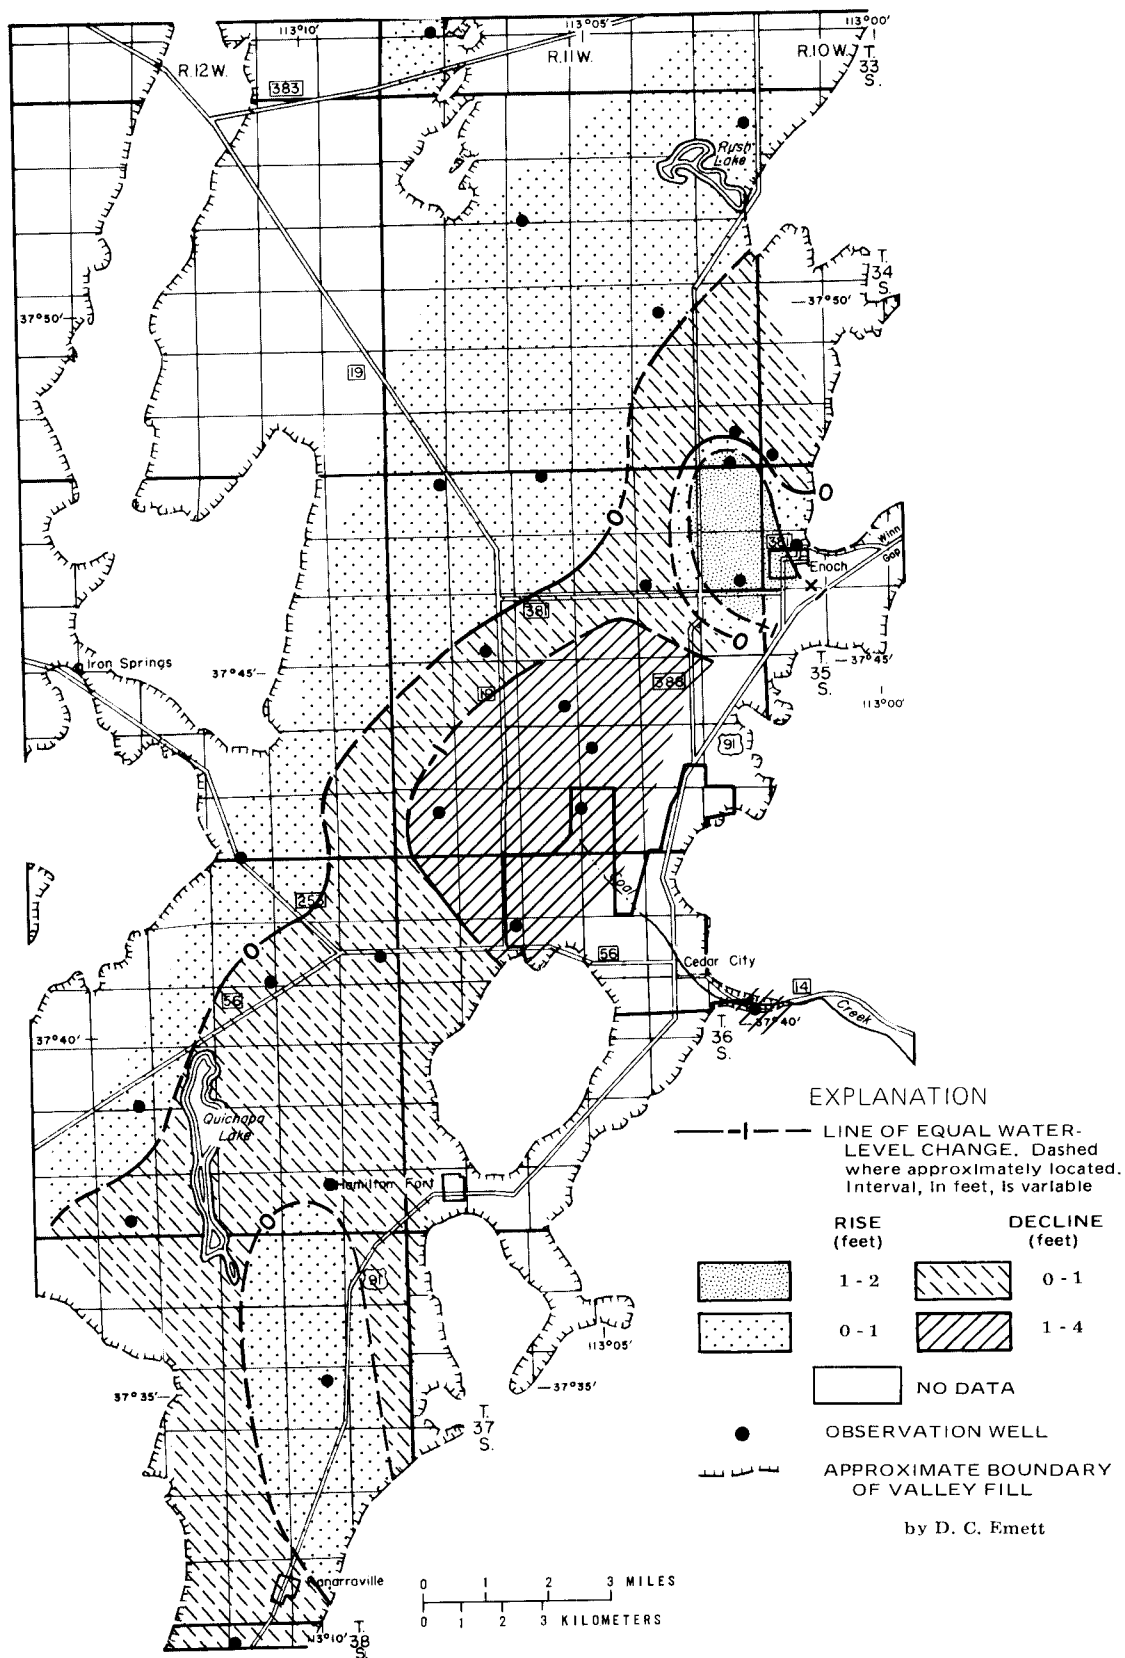 113°10'
113°05'
113°00'
R.12W.
R.11W.
R.10W.
T.
33
S.
383
Rush
Lake
T.
34
S.
37°50'
37°50'
19
O
O
381
Winn
Gap
Enoch
381
O
Iron Springs
37°45'
T.
35
S.
37°45'
113°00'
19
388
91
253
Coal
O
56
56
Cedar City
14
Creek
37°40'
T.
36
S.
37°40'
Quichapa
Lake
Hamilton Fort
O
91
113°05'
37°35'
37°35'
T.
37
S.
Kanarraville
113°10'
T.
38
S.
EXPLANATION
LINE OF EQUAL WATER-
LEVEL CHANGE. Dashed
where approximately located.
Interval, in feet, is variable
RISE
(feet)
DECLINE
(feet)
1 - 2
0 - 1
0 - 1
1 - 4
NO DATA
OBSERVATION WELL
APPROXIMATE BOUNDARY
OF VALLEY FILL
by D. C. Emett
0 1 2 3 MILES
0 1 2 3 KILOMETERS